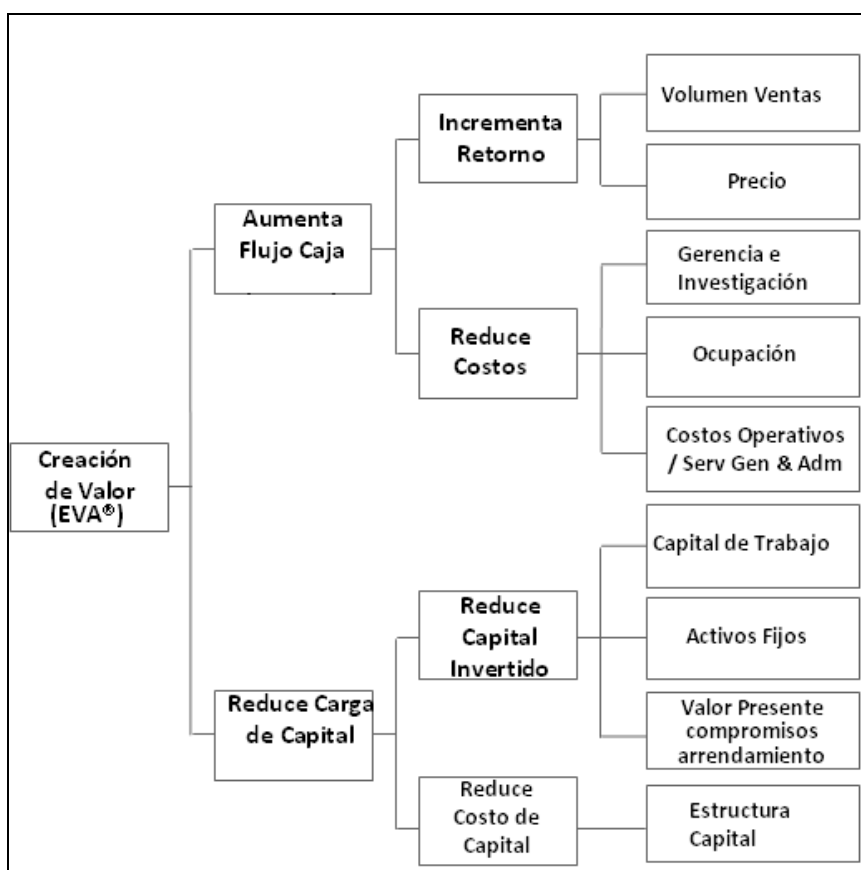 Creación
de Valor
(EVA®)
Aumenta
Flujo Caja
Incrementa
Retorno
Volumen Ventas
Precio
Reduce
Costos
Gerencia e
Investigación
Ocupación
Costos Operativos
/ Serv Gen & Adm
Reduce Carga
de Capital
Reduce
Capital
Invertido
Capital de Trabajo
Activos Fijos
Valor Presente
compromisos
arrendamiento
Reduce
Costo de
Capital
Estructura
Capital